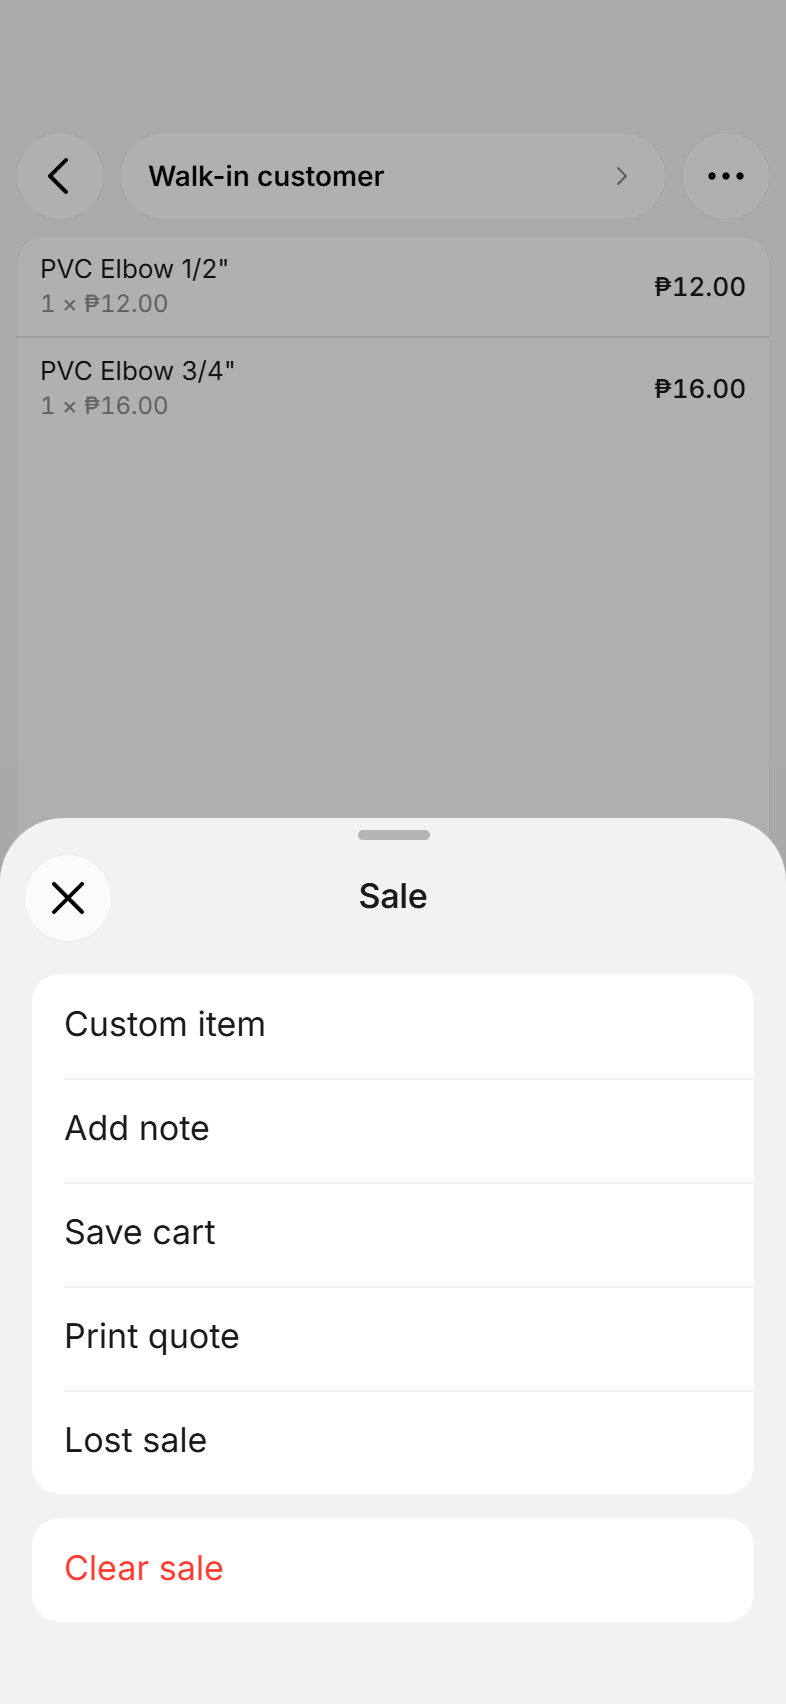 Walk-in customer
PVC Elbow 1/2"
1 × ₱12.00
₱12.00
PVC Elbow 3/4"
1 × ₱16.00
₱16.00
Sale
Custom item
Add note
Save cart
Print quote
Lost sale
Clear sale